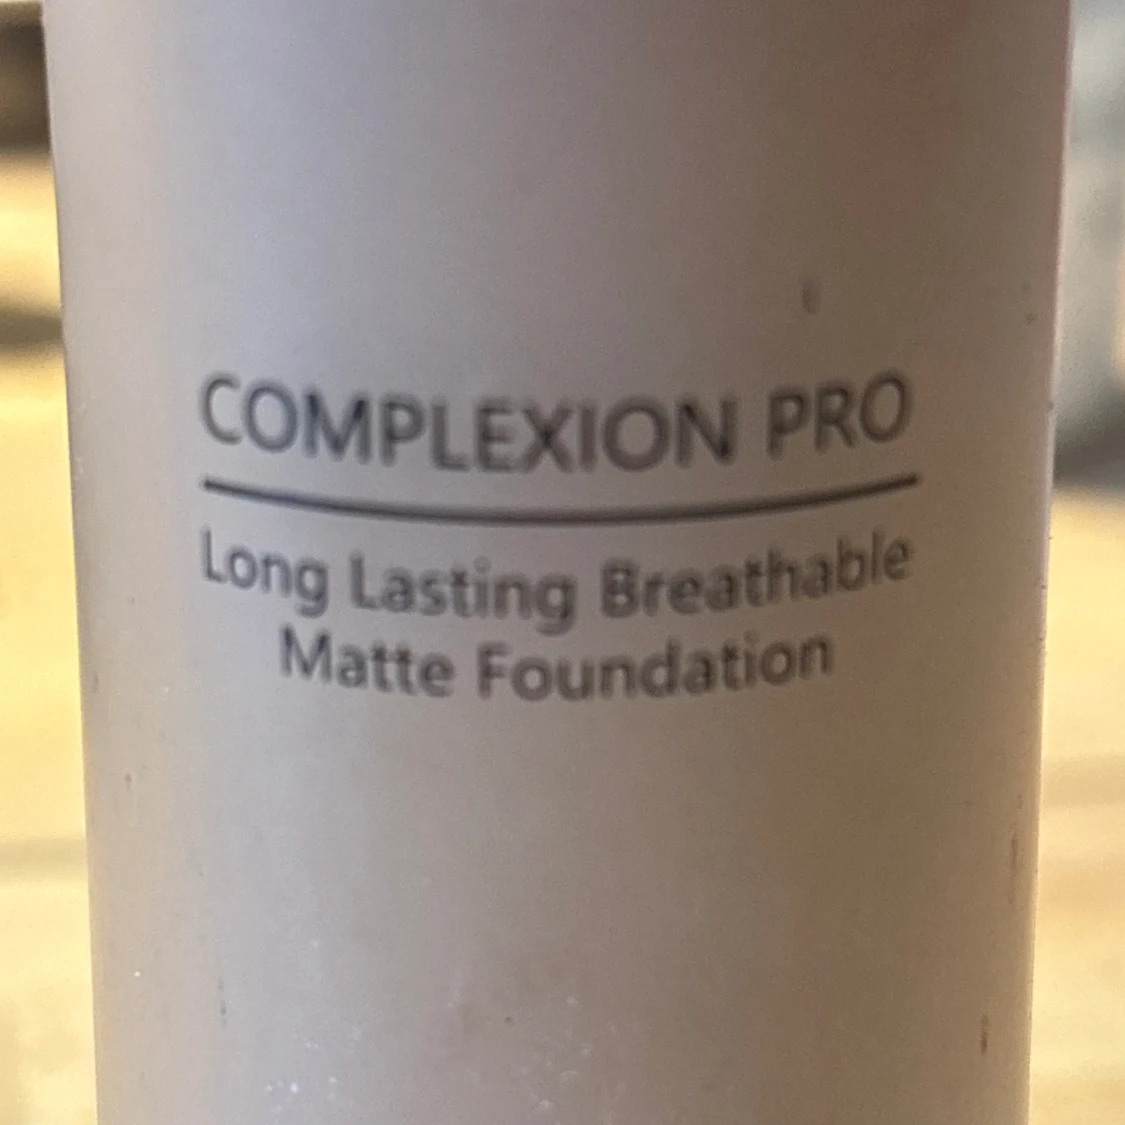 COMPLEXION PRO
Long Lasting Breathable
Matte Foundation